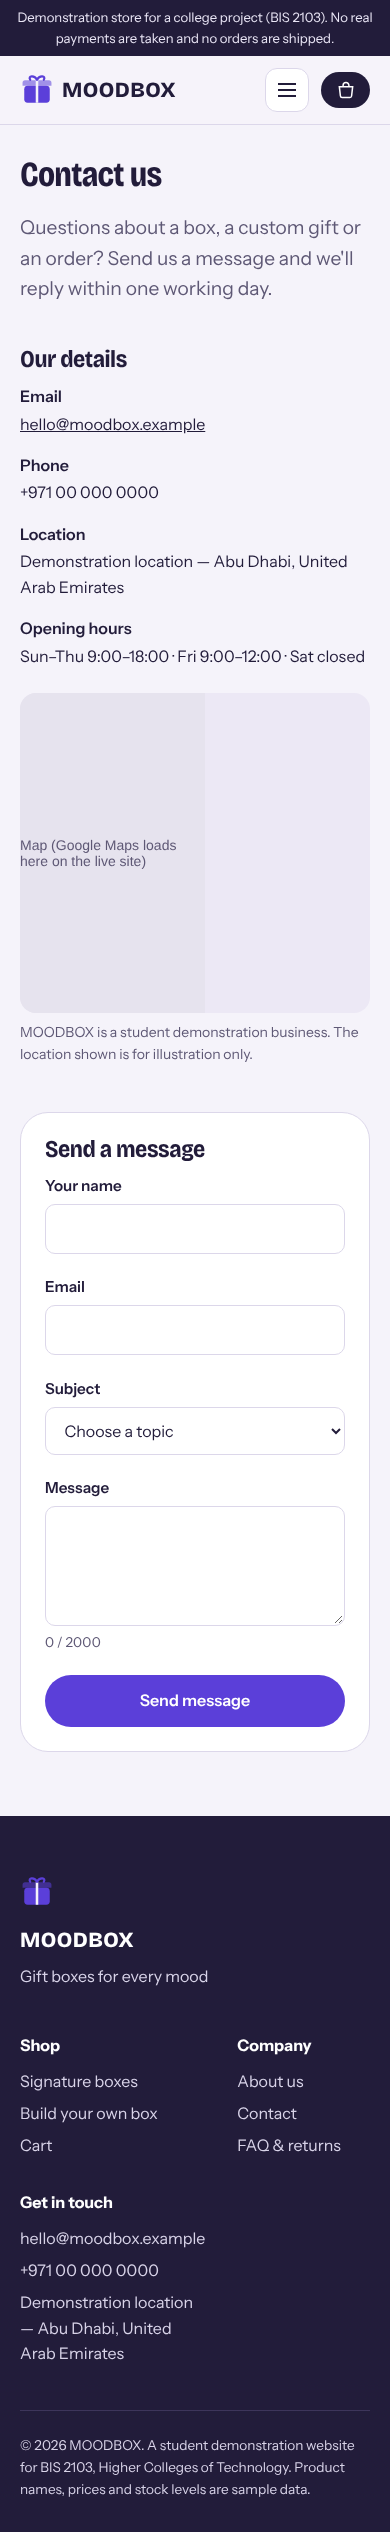 Demonstration store for a college project (BIS 2103). No real
payments are taken and no orders are shipped.
MOODBOX
Contact us
Questions about a box, a custom gift or
an order? Send us a message and we'll
reply within one working day.
Our details
Email
hello@moodbox.example
Phone
+971 00 000 0000
Location
Demonstration location — Abu Dhabi, United
Arab Emirates
Opening hours
Sun–Thu 9:00–18:00 · Fri 9:00–12:00 · Sat closed
Map (Google Maps loads
here on the live site)
MOODBOX is a student demonstration business. The
location shown is for illustration only.
Send a message
Your name
Email
Subject
Choose a topic
Message
0 / 2000
Send message
MOODBOX
Gift boxes for every mood
Shop
Signature boxes
Build your own box
Cart
Company
About us
Contact
FAQ & returns
Get in touch
hello@moodbox.example
+971 00 000 0000
Demonstration location
— Abu Dhabi, United
Arab Emirates
© 2026 MOODBOX. A student demonstration website
for BIS 2103, Higher Colleges of Technology. Product
names, prices and stock levels are sample data.